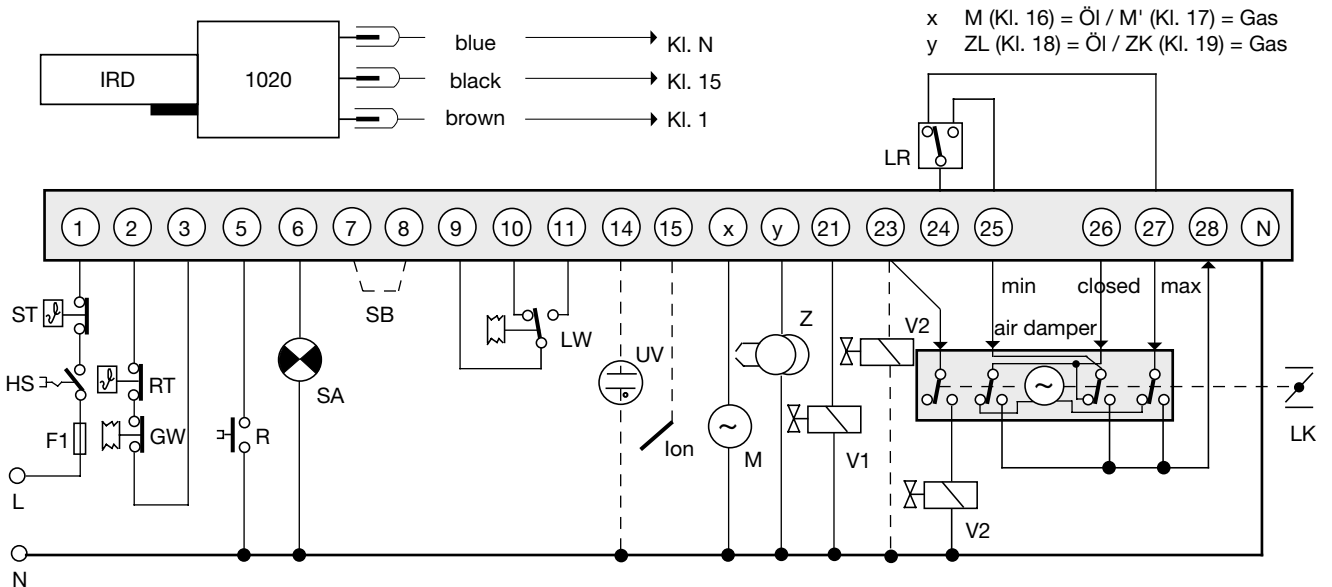 x M (Kl. 16) = Öl / M' (Kl. 17) = Gas
y ZL (Kl. 18) = Öl / ZK (Kl. 19) = Gas
IRD 1020
blue Kl. N
black Kl. 15
brown Kl. 1
LR
1 2 3 5 6 7 8 9 10 11 14 15 x y 21 23 24 25 26 27 28 N
min closed max
air damper
ST SB LW UV Z V2
HS RT SA
F1 GW R Ion M V1 LK
L
V2
N
~
~